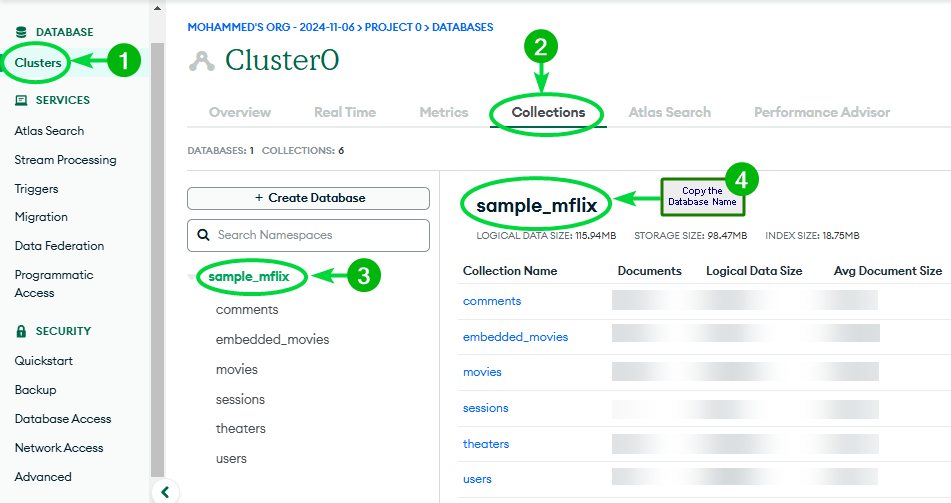 DATABASE
Clusters
1
SERVICES
Atlas Search
Stream Processing
Triggers
Migration
Data Federation
Programmatic
Access
SECURITY
Quickstart
Backup
Database Access
Network Access
Advanced
MOHAMMED'S ORG - 2024-11-06 > PROJECT 0 > DATABASES
Cluster0
2
Overview Real Time Metrics Collections Atlas Search Performance Advisor
DATABASES: 1 COLLECTIONS: 6
+ Create Database
Search Namespaces
sample_mflix
3
comments
embedded_movies
movies
sessions
theaters
users
sample_mflix
4
Copy the
Database Name
LOGICAL DATA SIZE: 115.94MB STORAGE SIZE: 98.47MB INDEX SIZE: 18.75MB
Collection Name Documents Logical Data Size Avg Document Size
comments
embedded_movies
movies
sessions
theaters
users